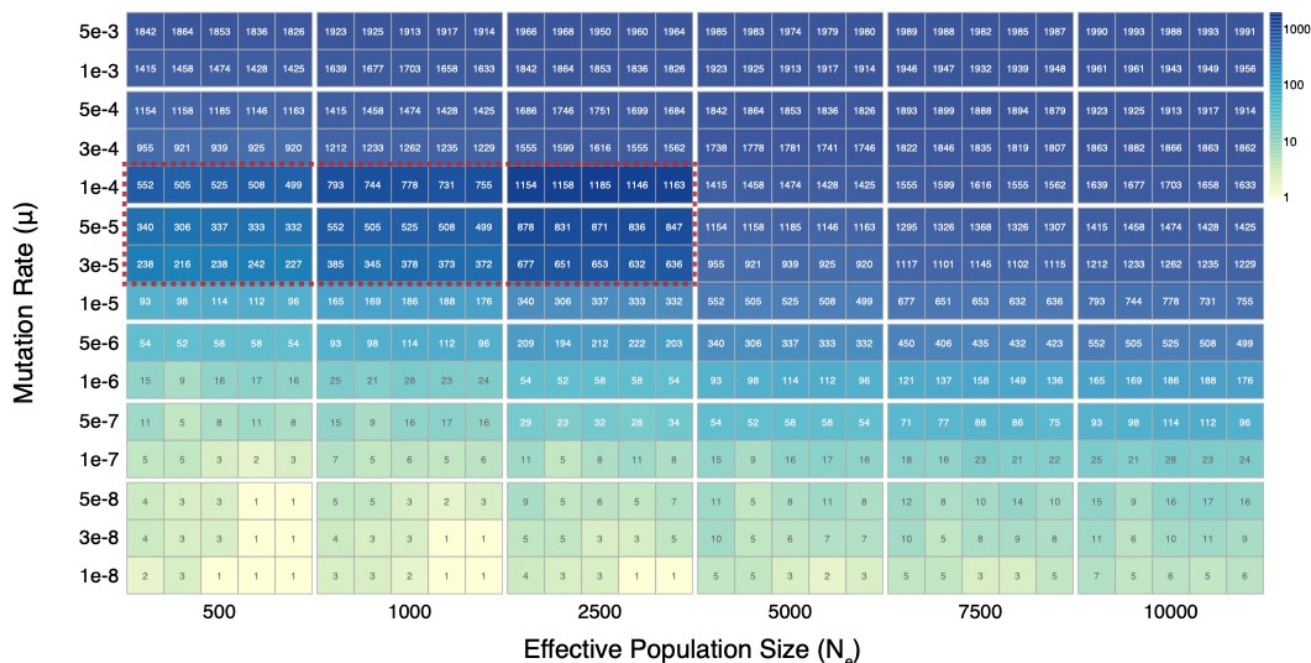 5e-3 1842 1864 1853 1836 1826 1923 1925 1913 1917 1914 1966 1968 1950 1960 1964 1985 1983 1974 1979 1980 1989 1988 1982 1985 1987 1990 1993 1988 1993 1991 1000
1e-3 1415 1458 1474 1428 1425 1639 1677 1703 1658 1633 1842 1864 1853 1836 1826 1923 1925 1913 1917 1914 1946 1947 1932 1939 1948 1961 1961 1943 1949 1956
5e-4 1154 1158 1185 1146 1163 1415 1458 1474 1428 1425 1686 1746 1751 1699 1684 1842 1864 1853 1836 1826 1893 1899 1888 1894 1879 1923 1925 1913 1917 1914 100
3e-4 955 921 939 925 920 1212 1233 1262 1235 1229 1555 1599 1616 1555 1562 1738 1778 1781 1741 1746 1822 1846 1835 1819 1807 1863 1882 1866 1863 1862 10
1e-4 552 505 525 508 499 793 744 778 731 755 1154 1158 1185 1146 1163 1415 1458 1474 1428 1425 1555 1599 1616 1555 1562 1639 1677 1703 1658 1633 1
5e-5 340 306 337 333 332 552 505 525 508 499 878 831 871 836 847 1154 1158 1185 1146 1163 1295 1326 1368 1326 1307 1415 1458 1474 1428 1425
3e-5 238 216 238 242 227 385 345 378 373 372 677 651 653 632 636 955 921 939 925 920 1117 1101 1145 1102 1115 1212 1233 1262 1235 1229
1e-5 93 98 114 112 96 165 169 186 188 176 340 306 337 333 332 552 505 525 508 499 677 651 653 632 636 793 744 778 731 755
5e-6 54 52 58 58 54 93 98 114 112 96 209 194 212 222 203 340 306 337 333 332 450 406 435 432 423 552 505 525 508 499
1e-6 15 9 16 17 16 25 21 28 23 24 54 52 58 58 54 93 98 114 112 96 121 137 158 149 136 165 169 186 188 176
5e-7 11 5 8 11 8 15 9 16 17 16 29 23 32 28 34 54 52 58 58 54 71 77 88 86 75 93 98 114 112 96
1e-7 5 5 3 2 3 7 5 6 5 6 11 5 8 11 8 15 9 16 17 16 18 16 23 21 22 25 21 28 23 24
5e-8 4 3 3 1 1 5 5 3 2 3 9 5 6 5 7 11 5 8 11 8 12 8 10 14 10 15 9 16 17 16
3e-8 4 3 3 1 1 4 3 3 1 1 5 5 3 3 5 10 5 6 7 7 10 5 8 9 8 11 6 10 11 9
1e-8 2 3 1 1 1 3 3 2 1 1 4 3 3 1 1 5 5 3 2 3 5 5 3 3 5 7 5 6 5 6
500 1000 2500 5000 7500 10000
Mutation Rate (μ)
Effective Population Size (Ne)